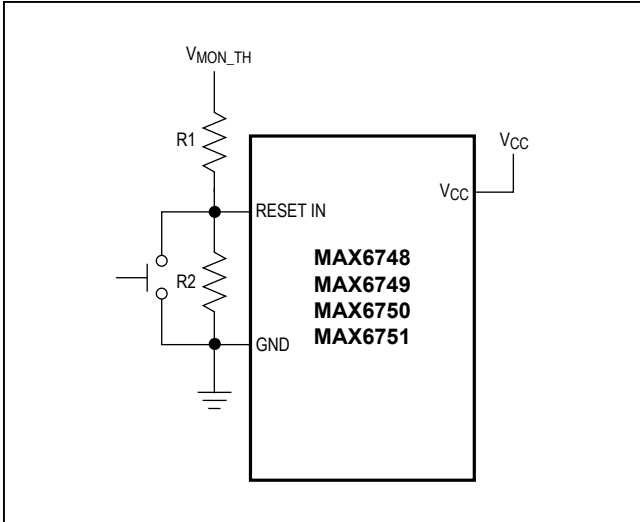 VMON_TH
R1
VCC
VCC
RESET IN
MAX6748
R2
MAX6749
MAX6750
MAX6751
GND